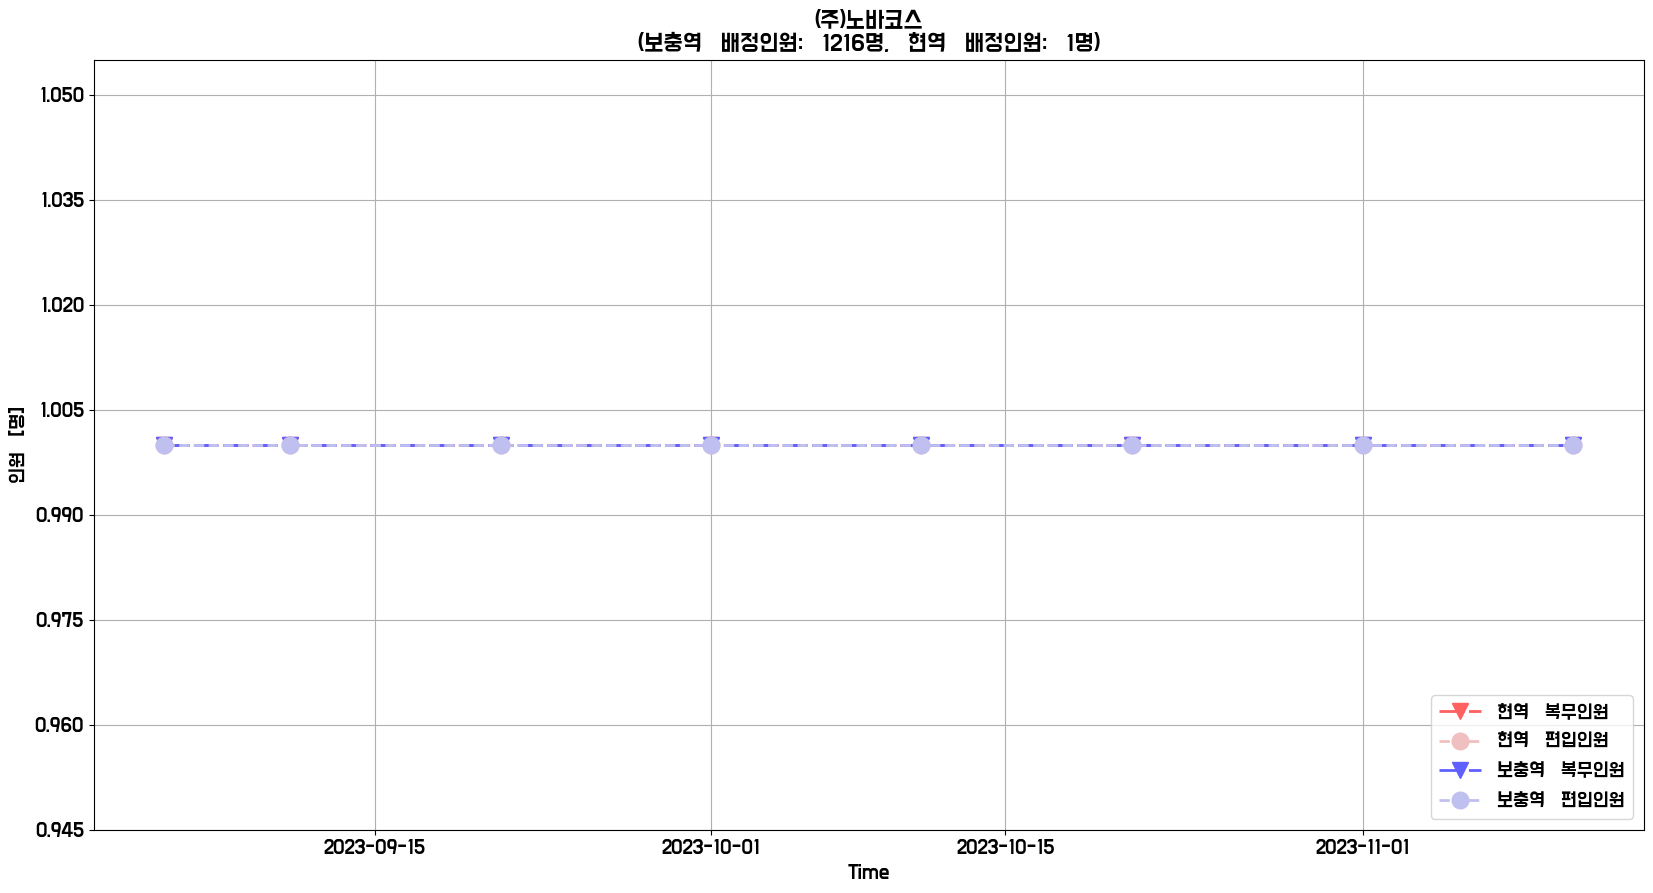 (주)노바코스
(보충역 배정인원: 1216명, 현역 배정인원: 1명)
1.050
1.035
1.020
1.005
0.990
0.975
0.960
0.945
인원 [명]
2023-09-15
2023-10-01
2023-10-15
2023-11-01
Time
현역 복무인원
현역 편입인원
보충역 복무인원
보충역 편입인원